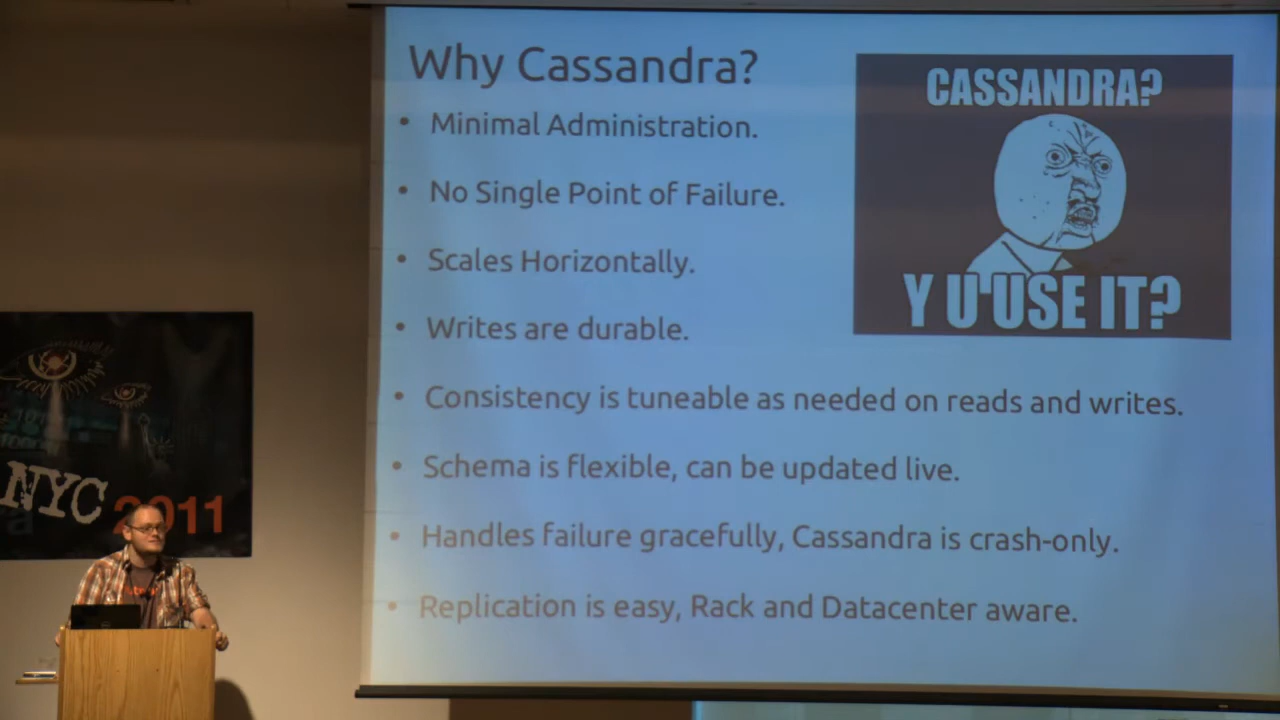 Why Cassandra?
• Minimal Administration.
• No Single Point of Failure.
• Scales Horizontally.
• Writes are durable.
• Consistency is tuneable as needed on reads and writes.
• Schema is flexible, can be updated live.
• Handles failure gracefully, Cassandra is crash-only.
• Replication is easy, Rack and Datacenter aware.
CASSANDRA?
Y U USE IT?
NYC 2011